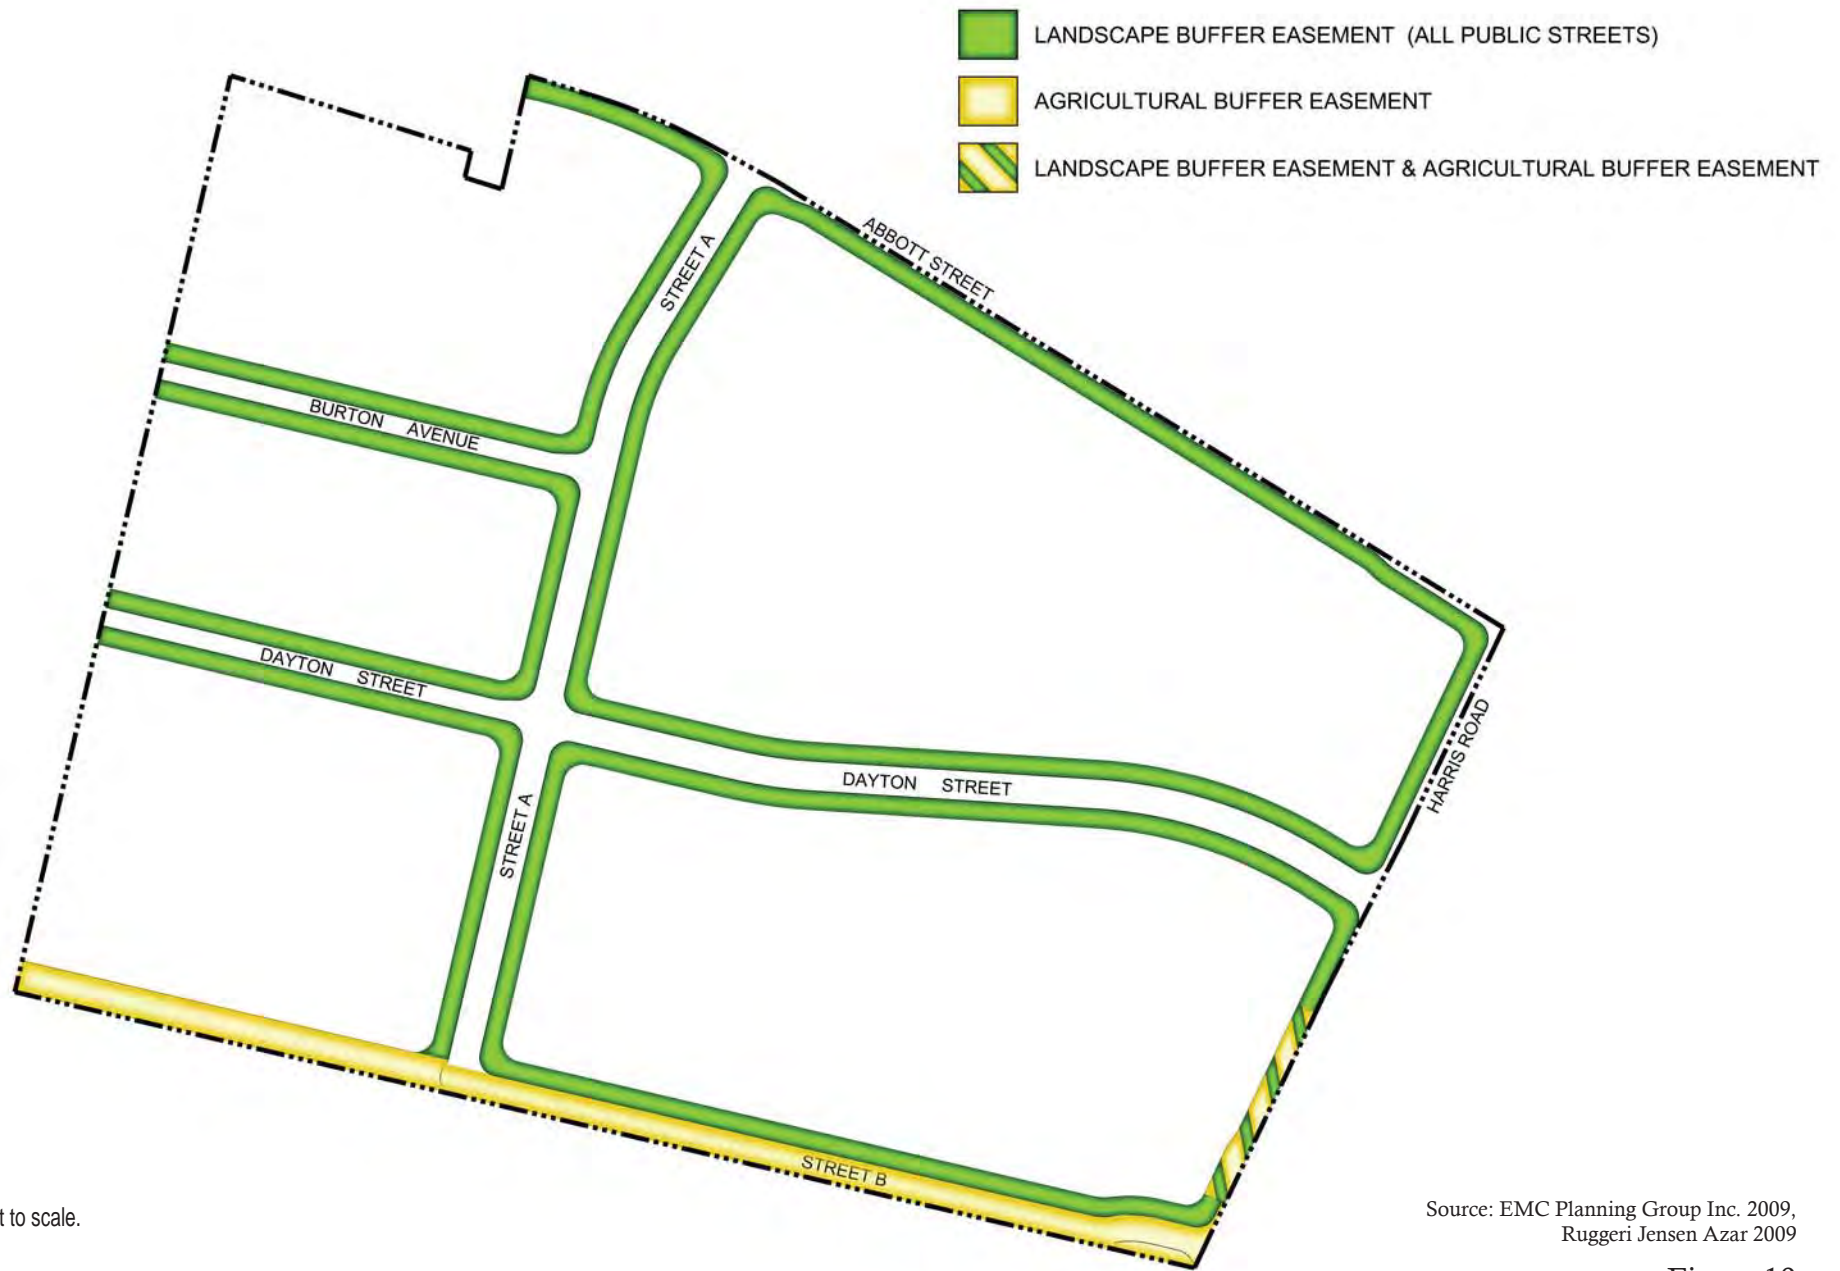 LANDSCAPE BUFFER EASEMENT (ALL PUBLIC STREETS)
AGRICULTURAL BUFFER EASEMENT
LANDSCAPE BUFFER EASEMENT & AGRICULTURAL BUFFER EASEMENT
ABBOTT STREET
STREET A
BURTON AVENUE
DAYTON STREET
HARRIS ROAD
DAYTON STREET
STREET A
STREET B
t to scale.
Source: EMC Planning Group Inc. 2009,
Ruggeri Jensen Azar 2009